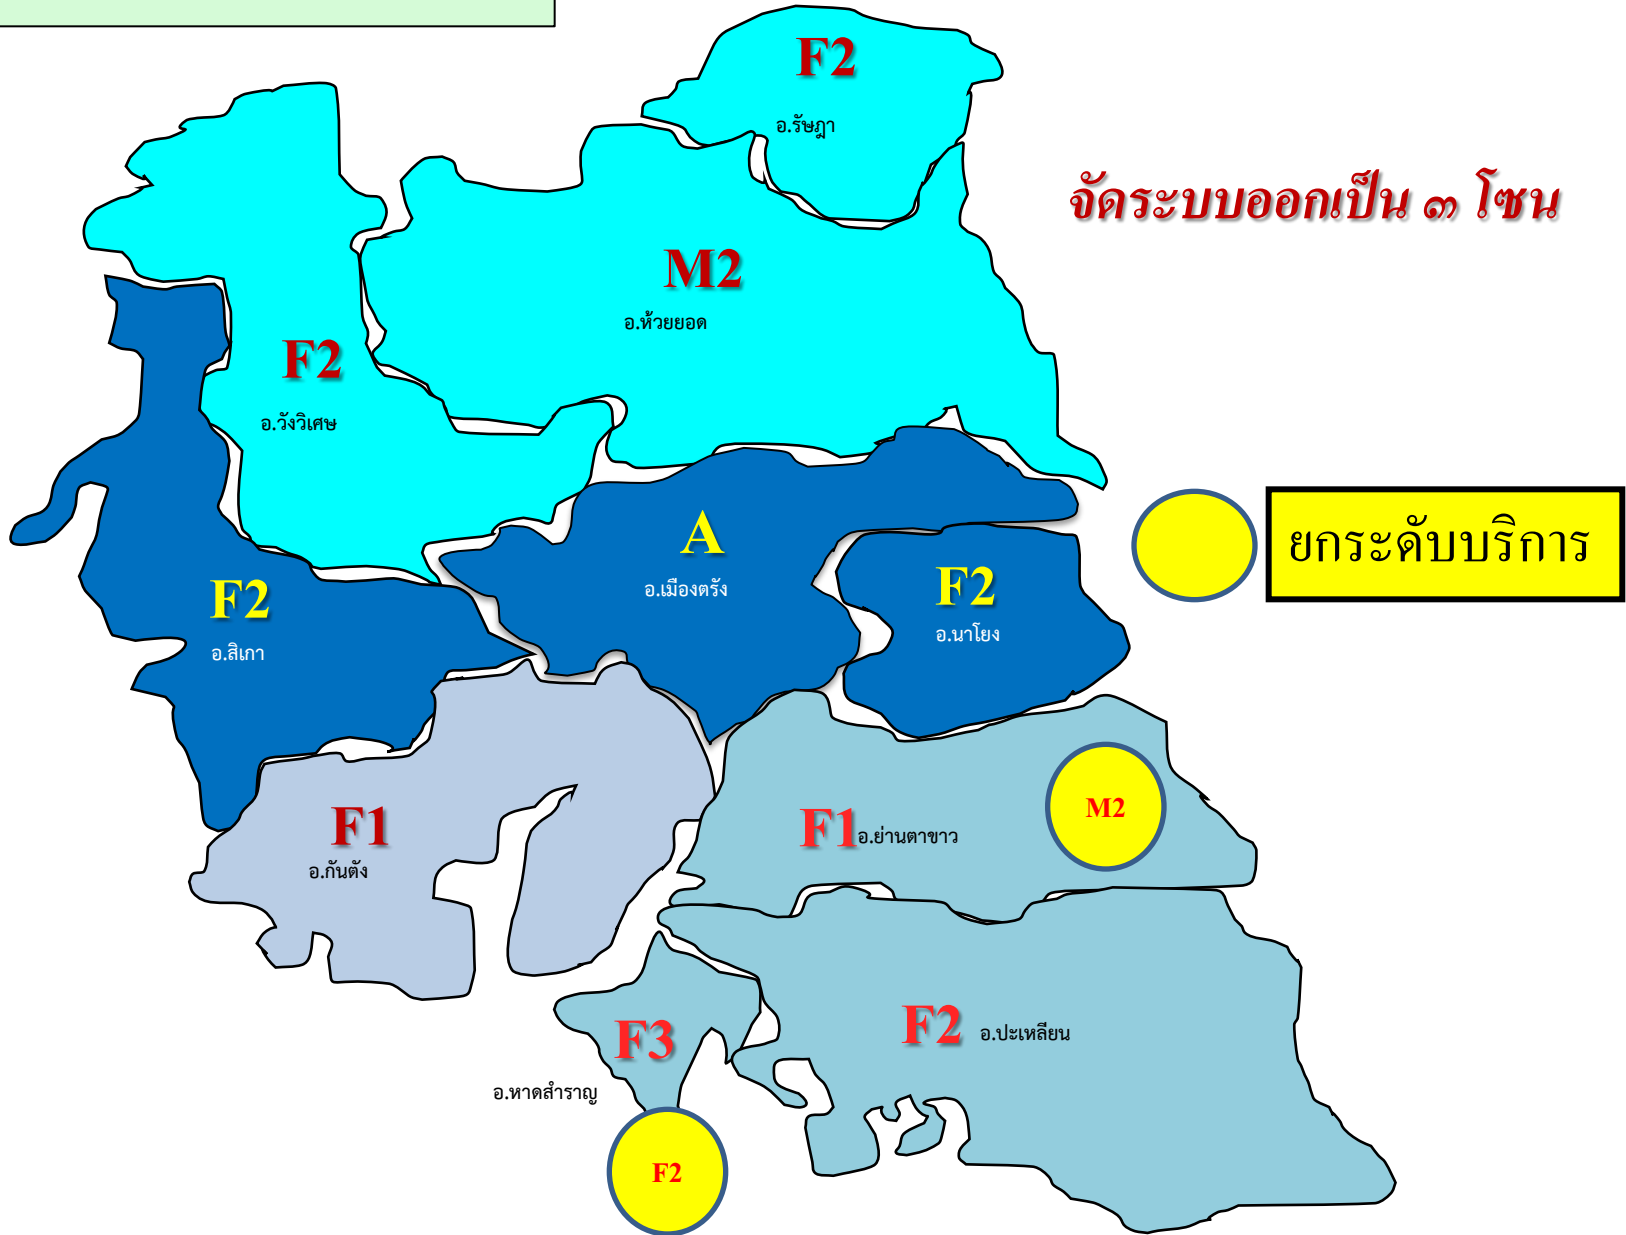 F2
อ.รัษฎา
จัดระบบออกเป็น ๓ โซน
M2
อ.ห้วยยอด
F2
อ.วังวิเศษ
A
อ.เมืองตรัง
ยกระดับบริการ
F2
อ.สิเกา
F2
อ.นาโยง
F1
อ.กันตัง
F1 อ.ย่านตาขาว
M2
F2 อ.ปะเหลียน
F3
อ.หาดสำราญ
F2